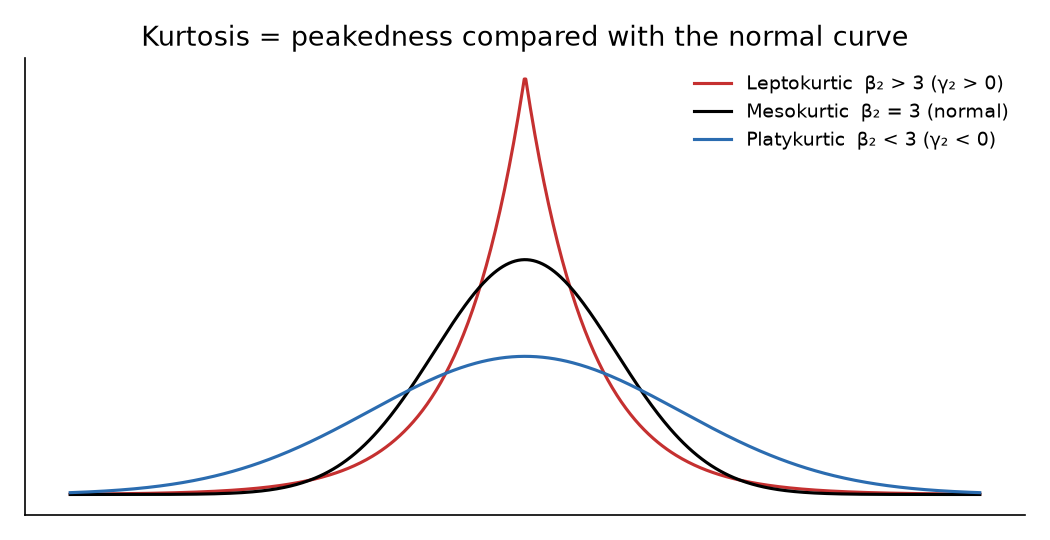 Kurtosis = peakedness compared with the normal curve
Leptokurtic  β₂ > 3 (γ₂ > 0)
Mesokurtic  β₂ = 3 (normal)
Platykurtic  β₂ < 3 (γ₂ < 0)